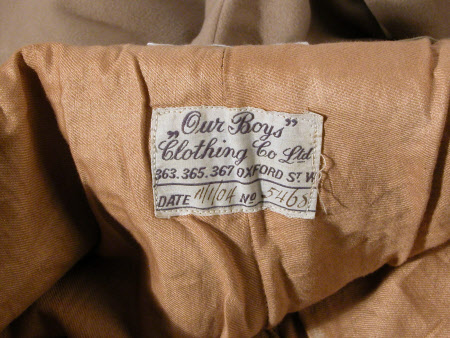 „Our Boys”
Clothing Co Ltd
363.365.367 OXFORD ST. W.
DATE 11/1/04 No 5468